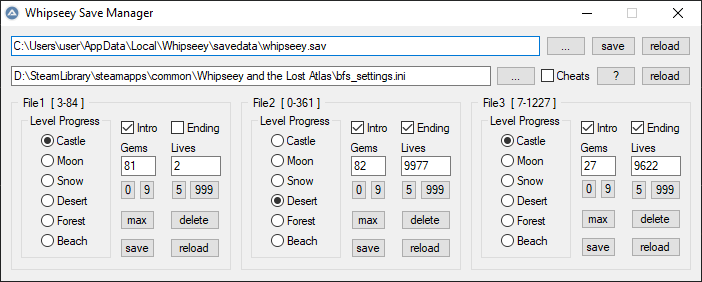 Whipseey Save Manager
C:\Users\user\AppData\Local\Whipseey\savedata\whipseey.sav ... save reload
D:\SteamLibrary\steamapps\common\Whipseey and the Lost Atlas\bfs_settings.ini ... Cheats ? reload
File1 [ 3-84 ]
Level Progress
Castle
Moon
Snow
Desert
Forest
Beach
Intro Ending
Gems Lives
81 2
0 9 5 999
max delete
save reload
File2 [ 0-361 ]
Level Progress
Castle
Moon
Snow
Desert
Forest
Beach
Intro Ending
Gems Lives
82 9977
0 9 5 999
max delete
save reload
File3 [ 7-1227 ]
Level Progress
Castle
Moon
Snow
Desert
Forest
Beach
Intro Ending
Gems Lives
27 9622
0 9 5 999
max delete
save reload